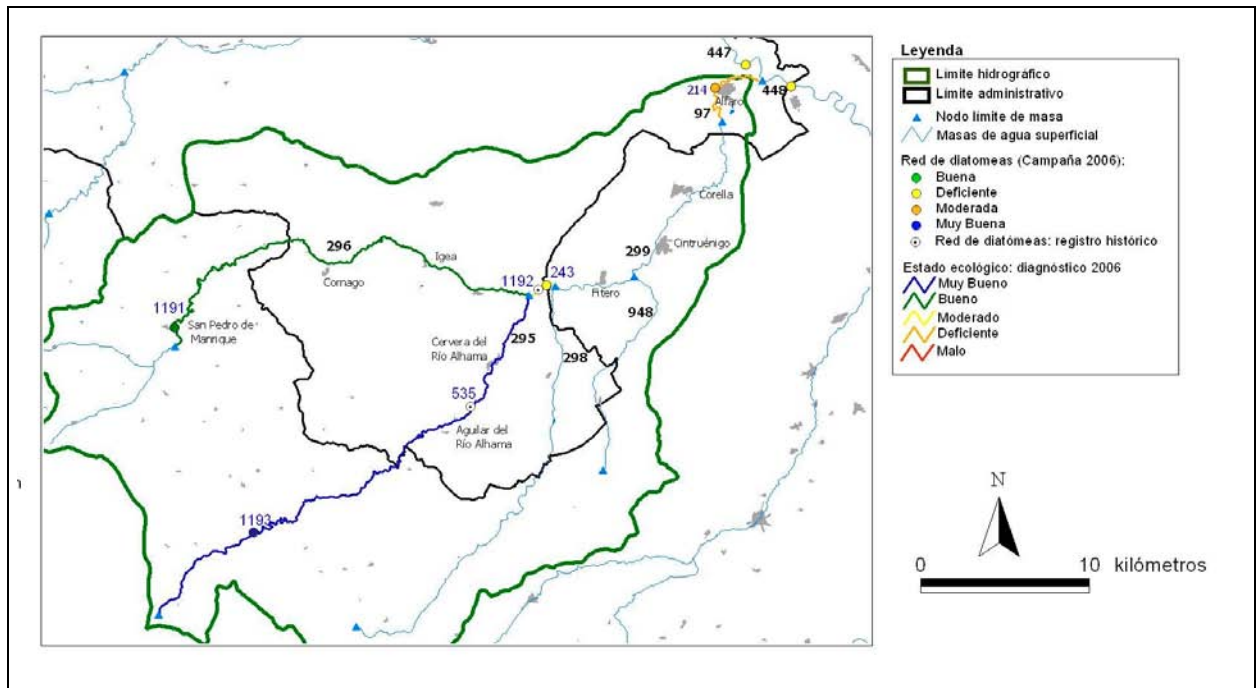 447
214
448
Alfaro
97
Corella
296
299
Cintruénigo
Igea
Cornago
1192
243
Fitero
1191
948
San Pedro de
Manrique
295
Cervera del
Río Alhama
298
535
Aguilar del
Río Alhama
1193
Leyenda
Límite hidrográfico
Límite administrativo
Nodo límite de masa
Masas de agua superficial
Red de diatomeas (Campaña 2006):
Buena
Deficiente
Moderada
Muy Buena
Red de diatómeas: registro histórico
Estado ecológico: diagnóstico 2006
Muy Bueno
Bueno
Moderado
Deficiente
Malo
N
0 10 kilómetros